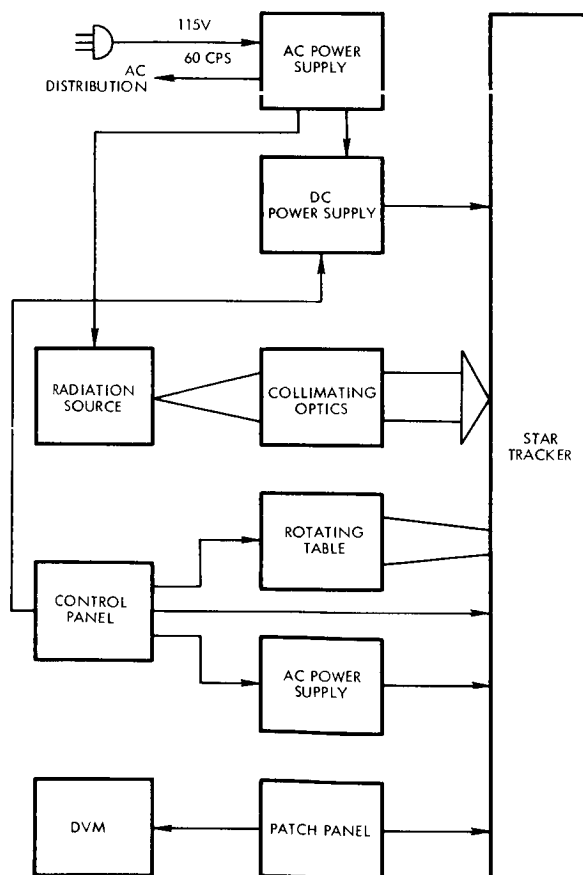 115V
60 CPS
AC
DISTRIBUTION
AC POWER
SUPPLY
DC
POWER SUPPLY
RADIATION
SOURCE
COLLIMATING
OPTICS
STAR
TRACKER
ROTATING
TABLE
CONTROL
PANEL
AC POWER
SUPPLY
DVM
PATCH PANEL